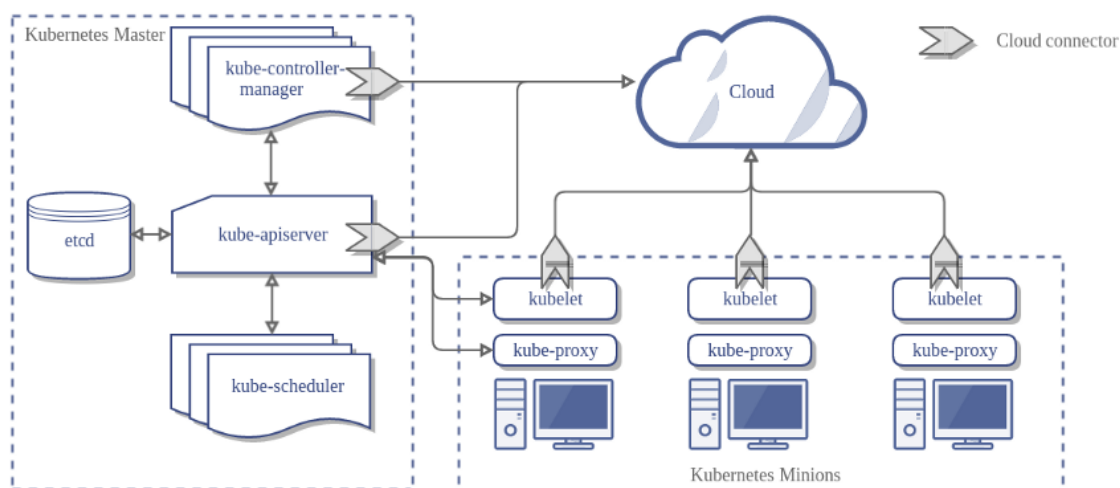 Kubernetes Master
kube-controller-
manager
Cloud
Cloud connector
etcd
kube-apiserver
kube-scheduler
kubelet
kubelet
kubelet
kube-proxy
kube-proxy
kube-proxy
Kubernetes Minions